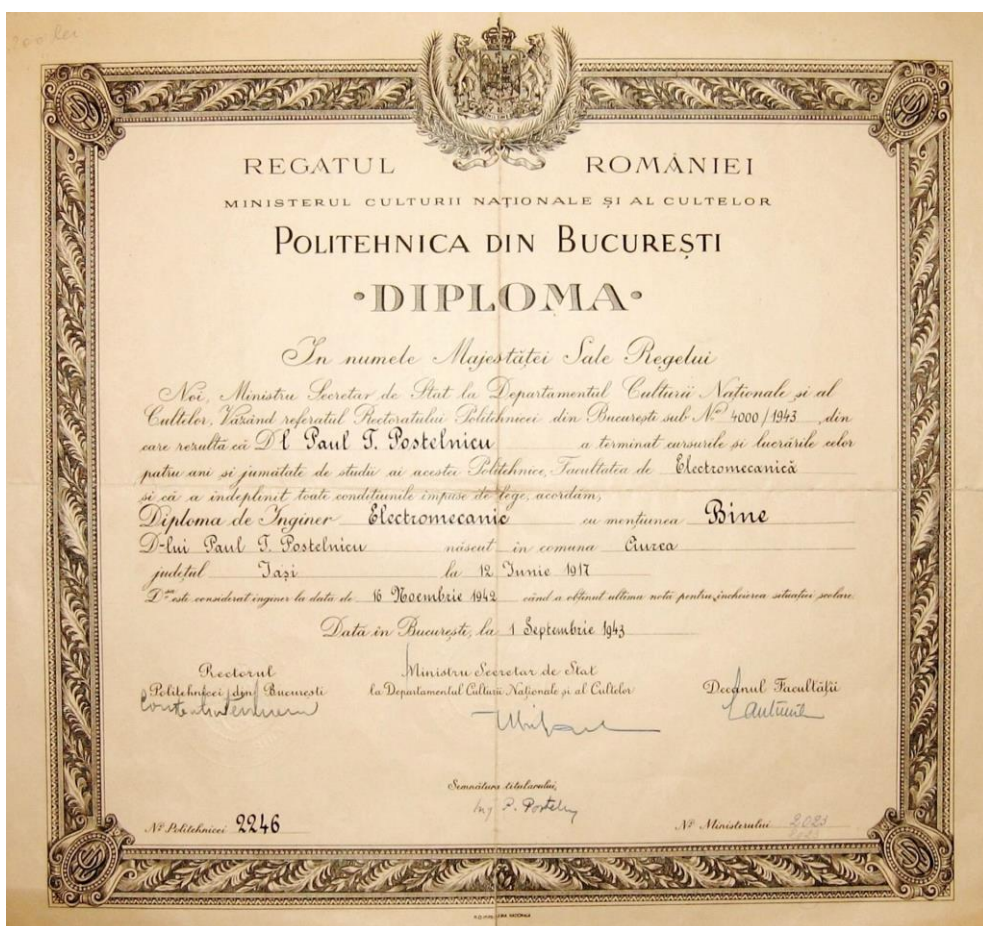 200 lei
REGATUL ROMÂNIEI
MINISTERUL CULTURII NAȚIONALE ȘI AL CULTELOR
POLITEHNICA DIN BUCUREȘTI
•DIPLOMA•
In numele Majestăței Sale Regelui
Noi, Ministru Secretar de Stat la Departamentul Culturii Naționale și al
Cultelor, Văzând referatul Rectoratului Politehnicei din București sub Nº 4000/1943 din
care rezultă că Dl Paul T. Postelnicu a terminat cursurile și lucrările celor
patru ani și jumătate de studii ai acestei Politehnice, Facultatea de Electromecanică
și că a îndeplinit toate condițiunile impuse de lege, acordăm,
Diploma de Inginer Electromecanic cu mențiunea Bine
D-lui Paul T. Postelnicu născut în comuna Ciurea
județul Iași la 12 Iunie 1917
este considerat inginer la data de 16 Noembrie 1942 când a obținut ultima notă pentru încheierea situației școlare.
Dată în București, la 1 Septembrie 1943
Rectorul Ministru Secretar de Stat
Politehnicei din București la Departamentul Culturii Naționale și al Cultelor Decanul Facultății
Semnătura titularului,
Ing P.
Nº Politehnicei 2246 Nº Ministerului 2023